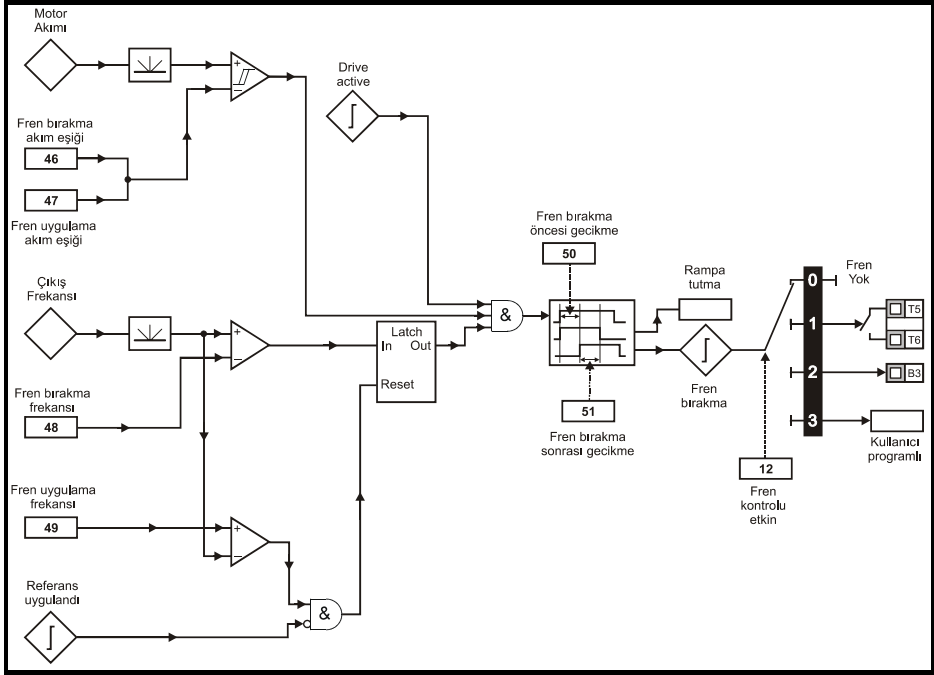 Motor
Akımı
Drive
active
Fren bırakma
akım eşiği
46
47
Fren uygulama
akım eşiği
Çıkış
Frekansı
Fren bırakma
frekansı
48
Fren uygulama
frekansı
49
Referans
uygulandı
&
Latch
In Out
Reset
&
Fren bırakma
öncesi gecikme
50
51
Fren bırakma
sonrası gecikme
Rampa
tutma
Fren
bırakma
12
Fren
kontrolu
etkin
0
1
2
3
Fren
Yok
T5
T6
B3
Kullanıcı
programlı